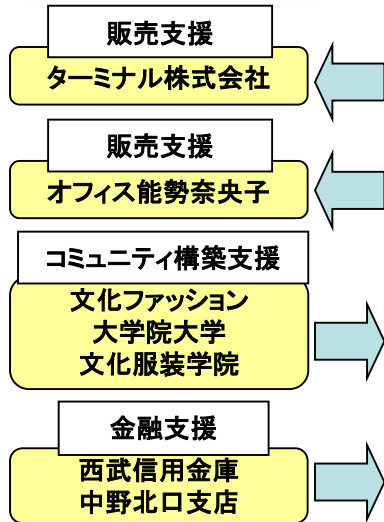 販売支援
ターミナル株式会社
販売支援
オフィス能勢奈央子
コミュニティ構築支援
文化ファッション
大学院大学
文化服装学院
金融支援
西武信用金庫
中野北口支店